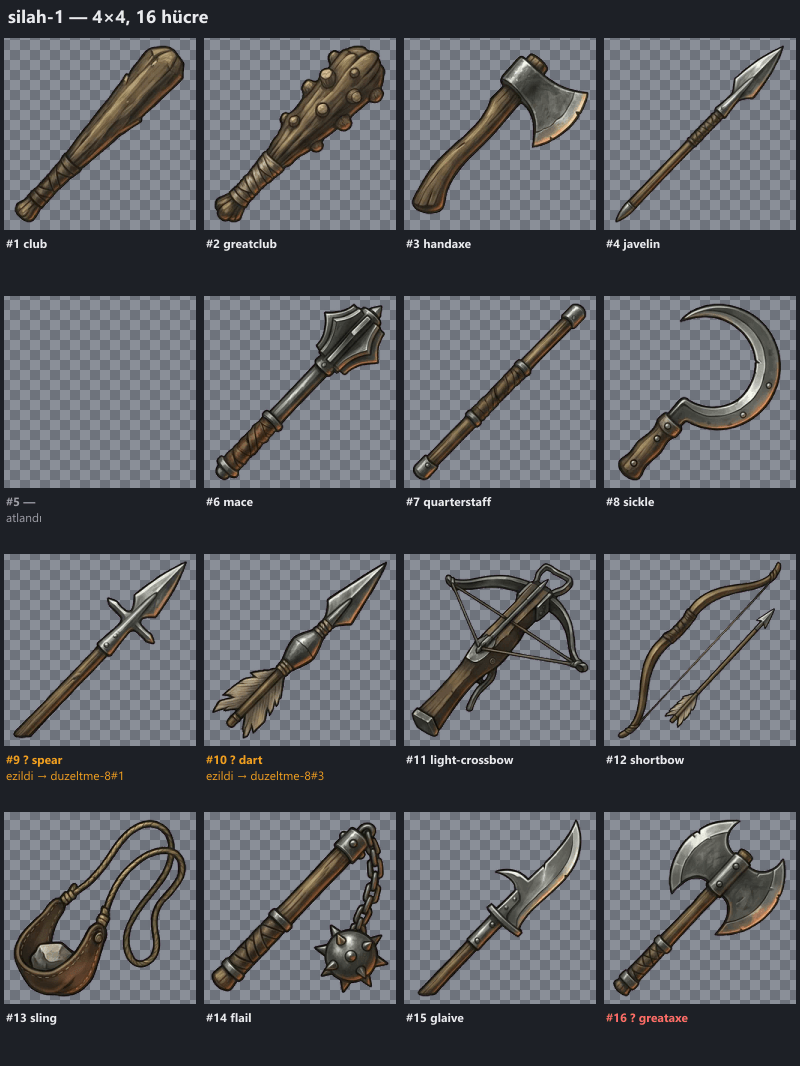 silah-1 — 4×4, 16 hücre
#1 club
#2 greatclub
#3 handaxe
#4 javelin
#5 —
atlandı
#6 mace
#7 quarterstaff
#8 sickle
#9 ? spear
ezildi → duzeltme-8#1
#10 ? dart
ezildi → duzeltme-8#3
#11 light-crossbow
#12 shortbow
#13 sling
#14 flail
#15 glaive
#16 ? greataxe